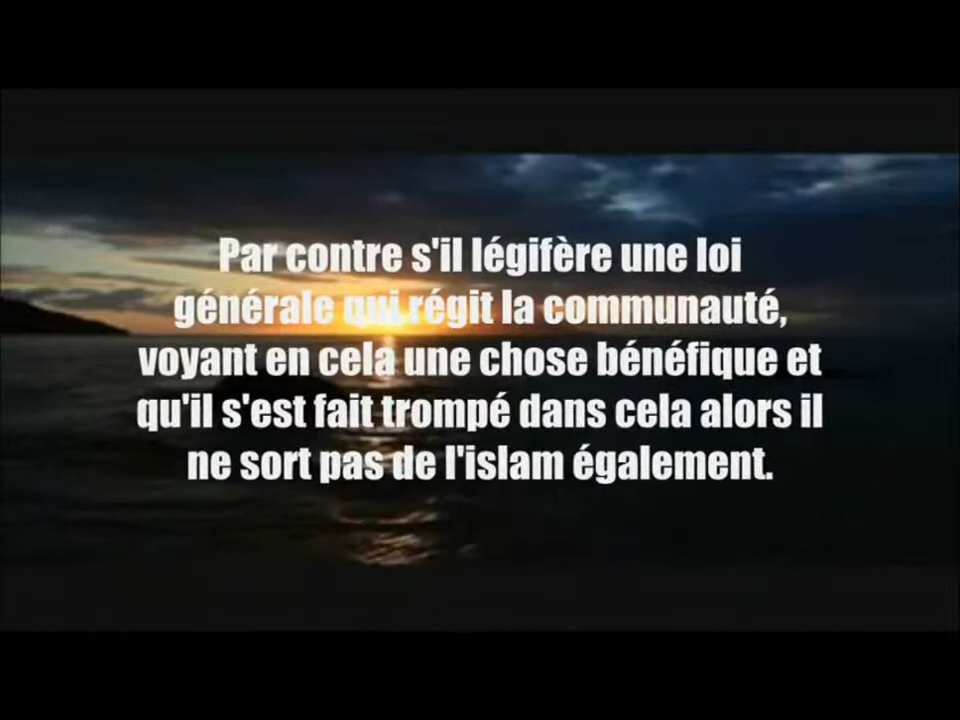 Par contre s'il légifère une loi
générale qui régit la communauté,
voyant en cela une chose bénéfique et
qu'il s'est fait trompé dans cela alors il
ne sort pas de l'islam également.